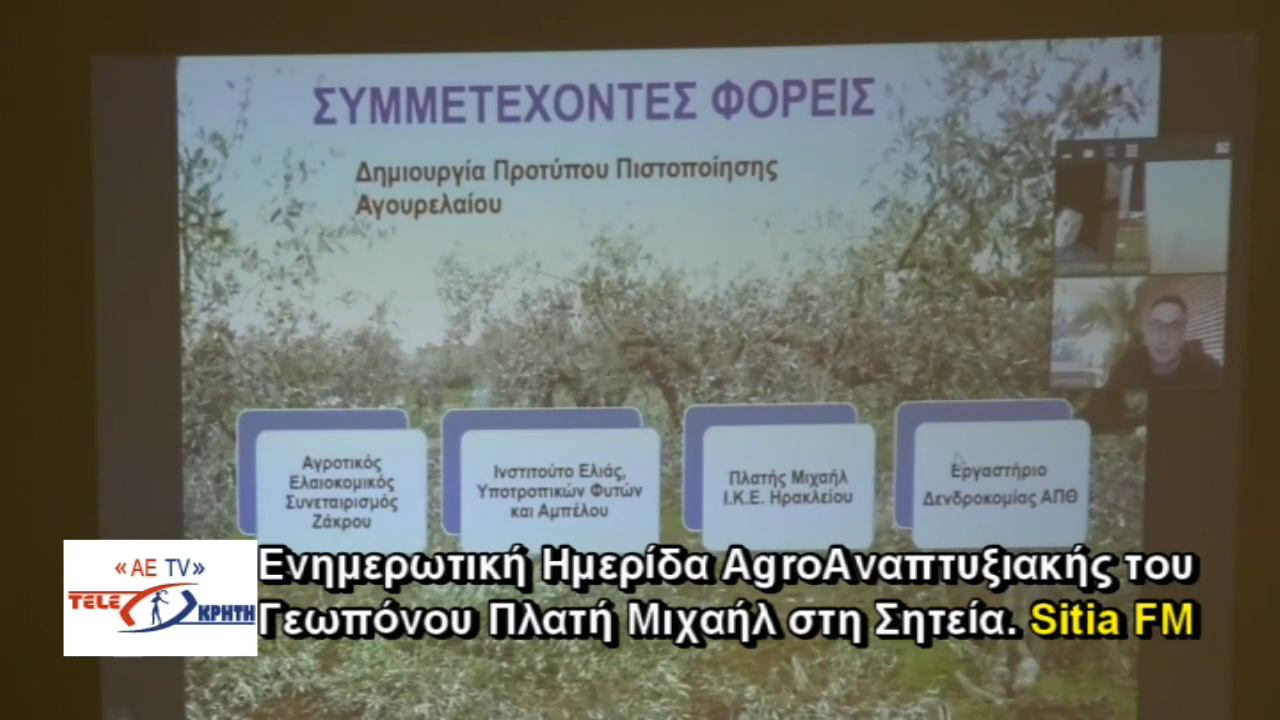 ΣΥΜΜΕΤΕΧΟΝΤΕΣ ΦΟΡΕΙΣ
Δημιουργία Προτύπου Πιστοποίησης
Αγουρελαίου
Αγροτικός
Ελαιοκομικός
Συνεταιρισμός
Ζάκρου
Ινστιτούτο Ελιάς,
Υποτροπικών Φυτών
και Αμπέλου
Πλατής Μιχαήλ
Ι.Κ.Ε. Ηρακλείου
Εργαστήριο
Δενδροκομίας ΑΠΘ
«ΑΕ TV»
TELE ΚΡΗΤΗ
Ενημερωτική Ημερίδα AgroΑναπτυξιακής του
Γεωπόνου Πλατή Μιχαήλ στη Σητεία. Sitia FM